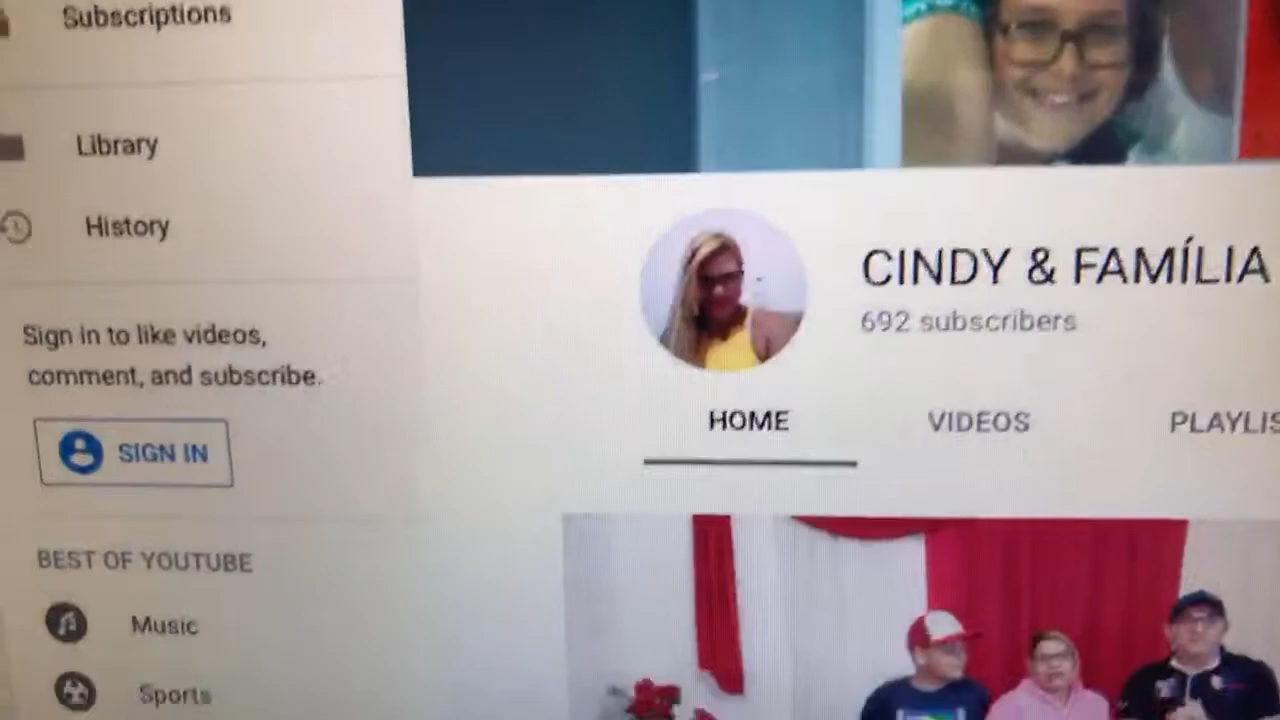 Subscriptions
Library
History
Sign in to like videos,
comment, and subscribe.
SIGN IN
BEST OF YOUTUBE
Music
Sports
CINDY & FAMÍLIA
692 subscribers
HOME
VIDEOS
PLAYLIS